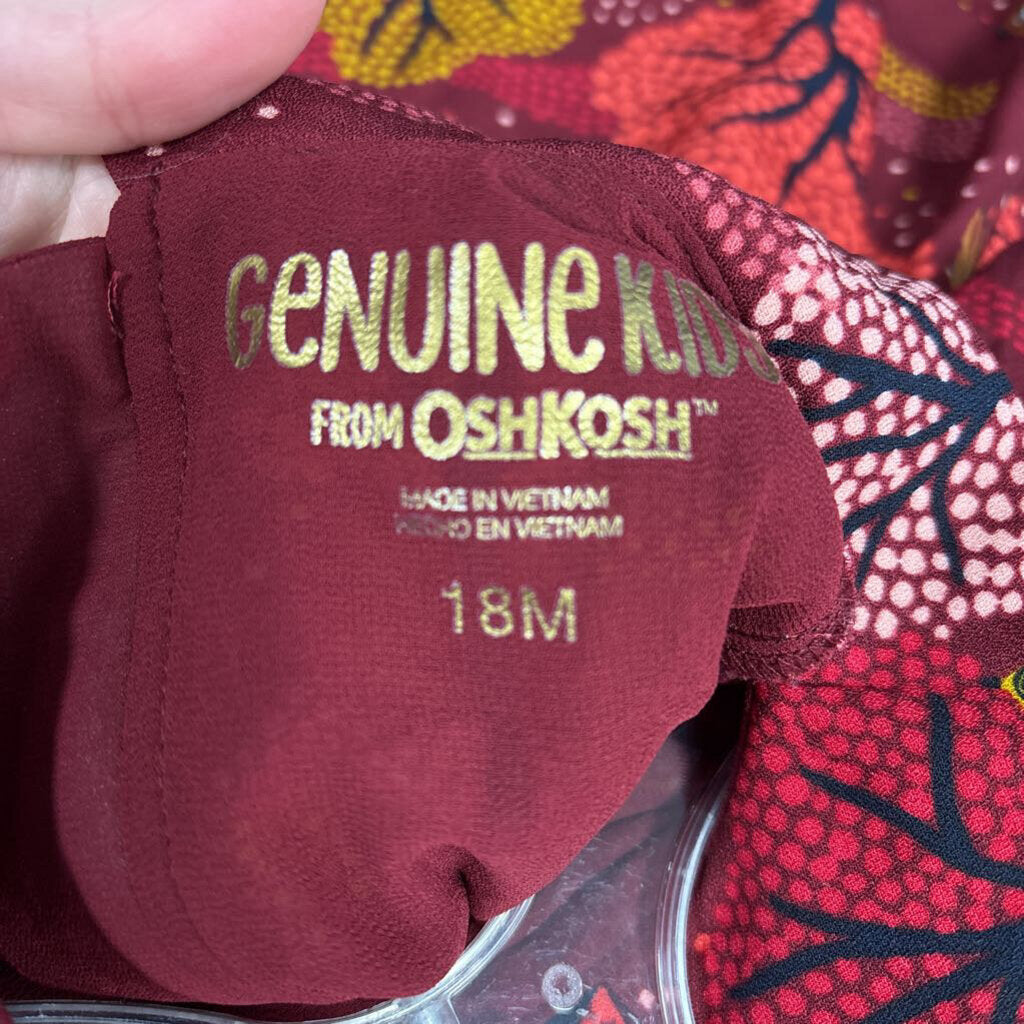 GeNUINe KIDS
FROM OSHKOSH™
MADE IN VIETNAM
HECHO EN VIETNAM
18M